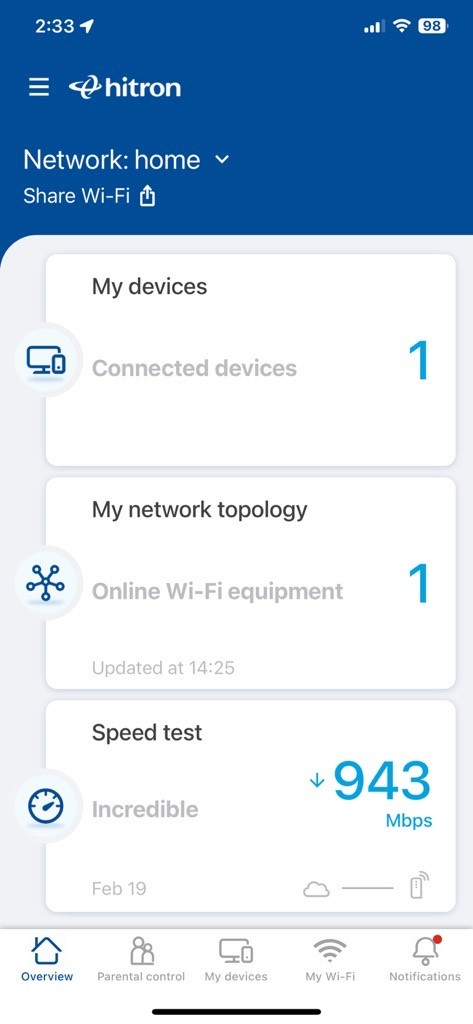 2:33
98
hitron
Network: home
Share Wi-Fi
My devices
Connected devices
1
My network topology
Online Wi-Fi equipment
1
Updated at 14:25
Speed test
943
Incredible
Mbps
Feb 19
Overview
Parental control
My devices
My Wi-Fi
Notifications